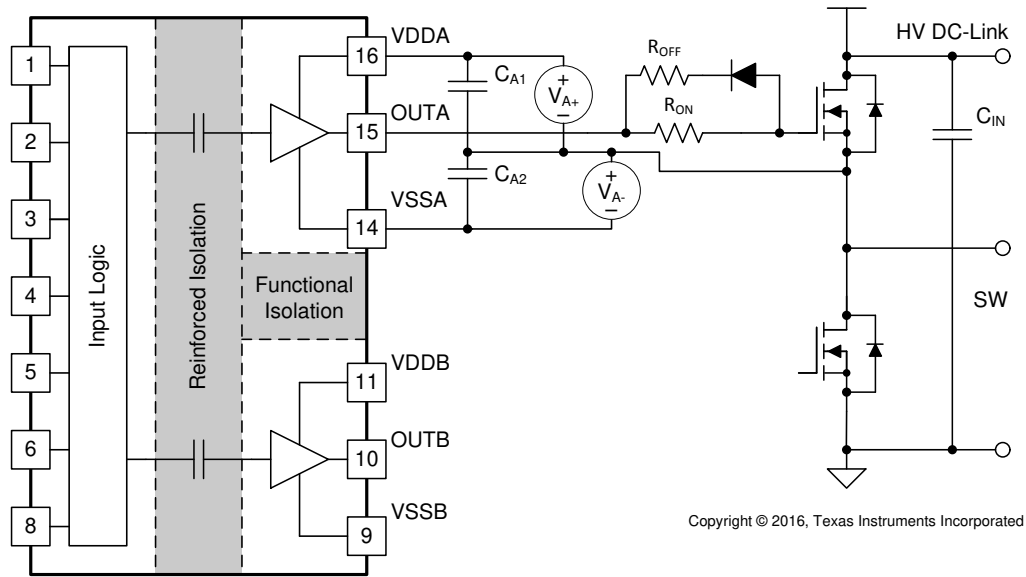 1
2
3
4
5
6
8
Input Logic
Reinforced Isolation
Functional
Isolation
16
15
14
11
10
9
VDDA
OUTA
VSSA
VDDB
OUTB
VSSB
CA1
CA2
+
VA+
–
+
VA-
–
ROFF
RON
HV DC-Link
CIN
SW
Copyright © 2016, Texas Instruments Incorporated